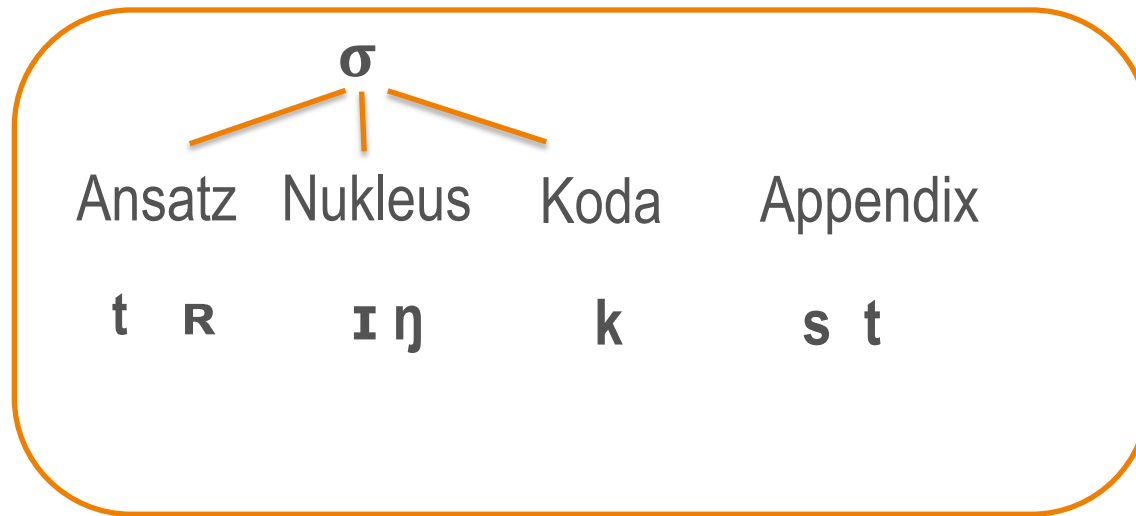 σ
Ansatz Nukleus Koda Appendix
t ʀ ɪ ŋ k s t